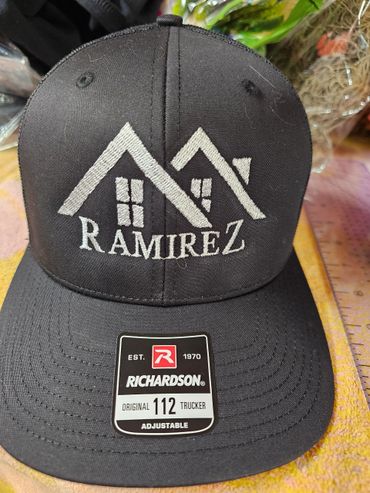 RAMIREZ
EST. R 1970
RICHARDSON®
ORIGINAL 112 TRUCKER
ADJUSTABLE